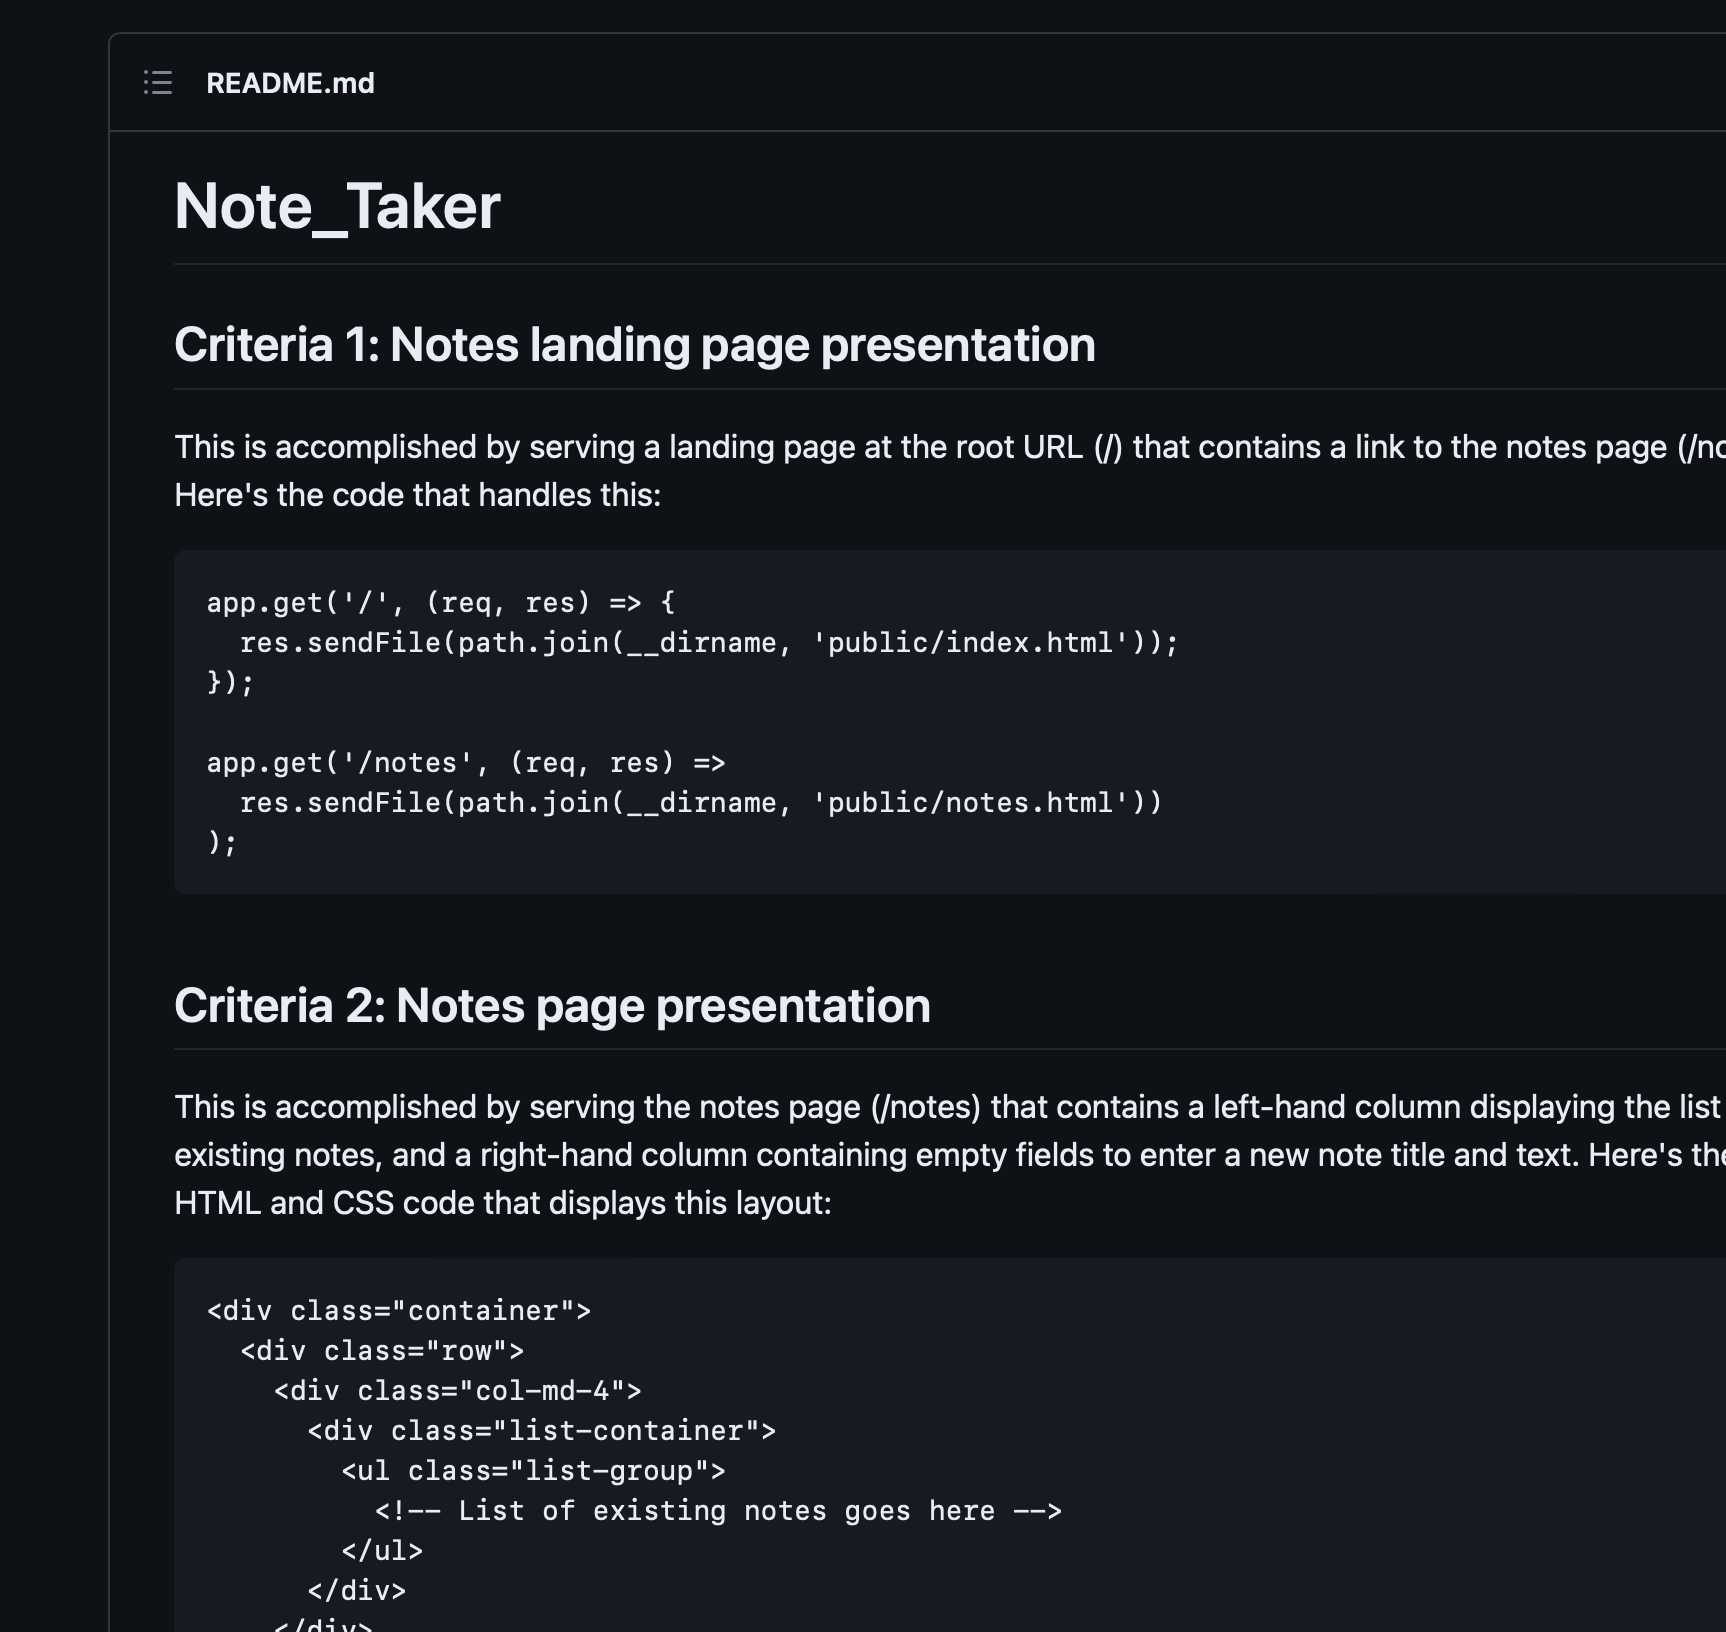 README.md
Note_Taker
Criteria 1: Notes landing page presentation
This is accomplished by serving a landing page at the root URL (/) that contains a link to the notes page
Here's the code that handles this:
app.get('/', (req, res) => {
  res.sendFile(path.join(__dirname, 'public/index.html'));
});
app.get('/notes', (req, res) =>
  res.sendFile(path.join(__dirname, 'public/notes.html'))
);
Criteria 2: Notes page presentation
This is accomplished by serving the notes page (/notes) that contains a left-hand column displaying the list
existing notes, and a right-hand column containing empty fields to enter a new note title and text. Here's the
HTML and CSS code that displays this layout:
<div class="container">
  <div class="row">
    <div class="col-md-4">
      <div class="list-container">
        <ul class="list-group">
          <!-- List of existing notes goes here -->
        </ul>
      </div>
    </div>